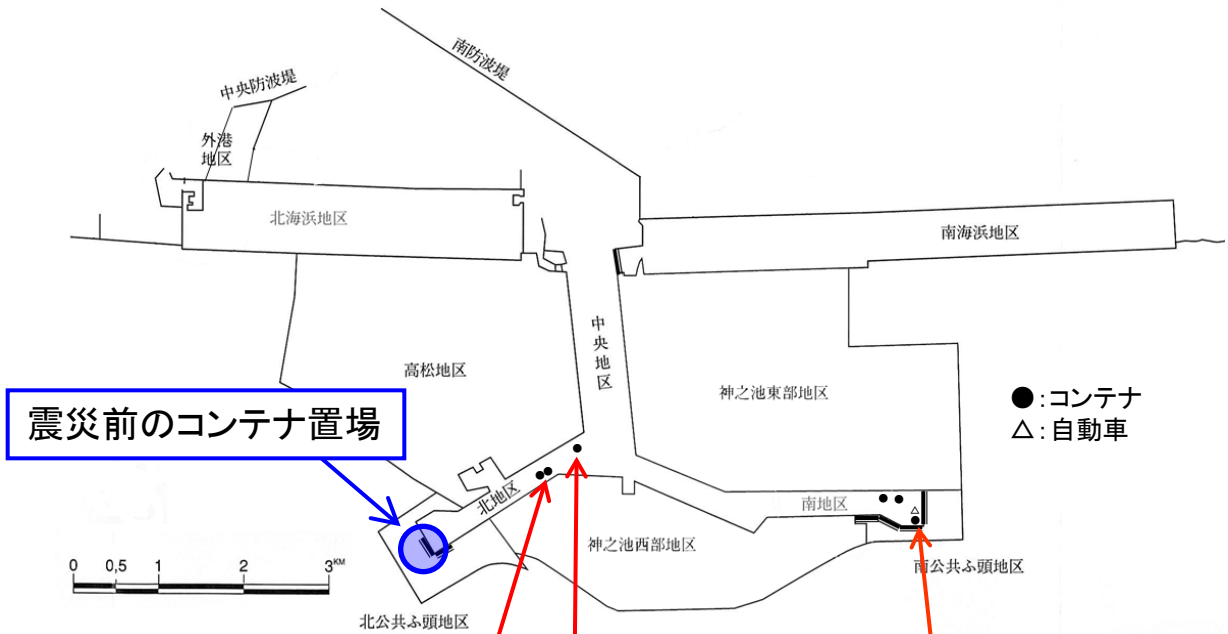 南防波堤
中央防波堤
外港
地区
北海浜地区
南海浜地区
中央地区
高松地区
神之池東部地区
●:コンテナ
△:自動車
震災前のコンテナ置場
北地区
南地区
神之池西部地区
南公共ふ頭地区
0 0,5 1 2 3KM
北公共ふ頭地区